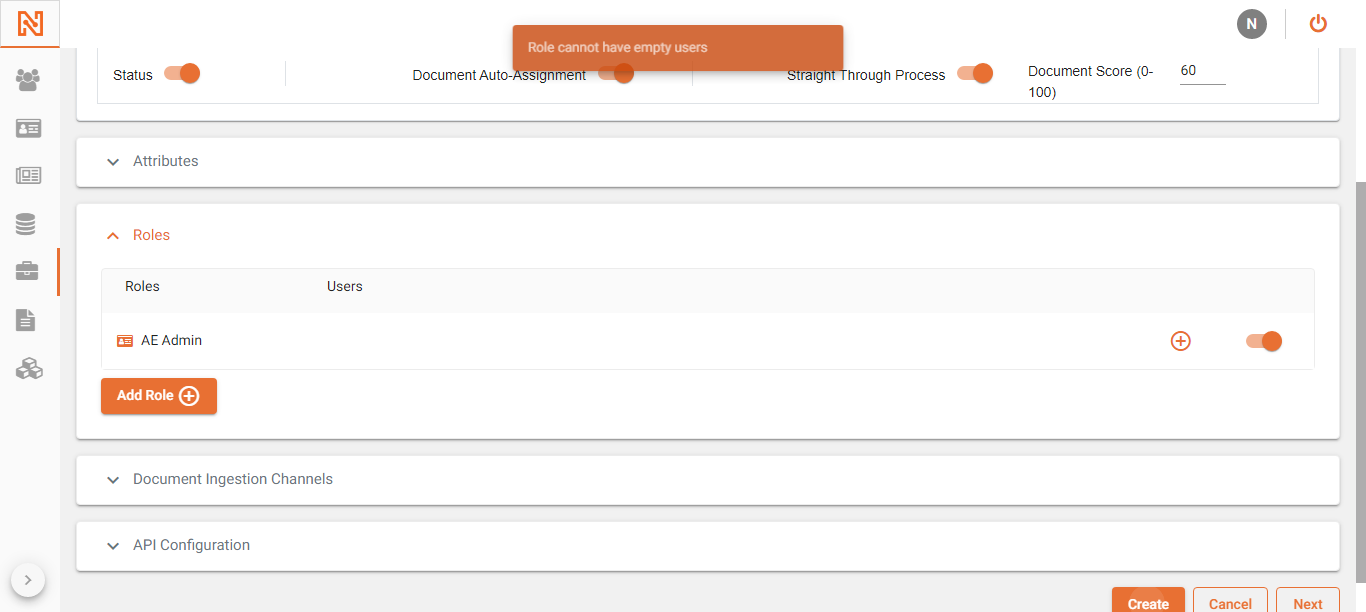 N
Role cannot have empty users
Status
Document Auto-Assignment
Straight Through Process
Document Score (0-
100)
60
Attributes
Roles
Roles Users
AE Admin
Add Role
Document Ingestion Channels
API Configuration
Create Cancel Next